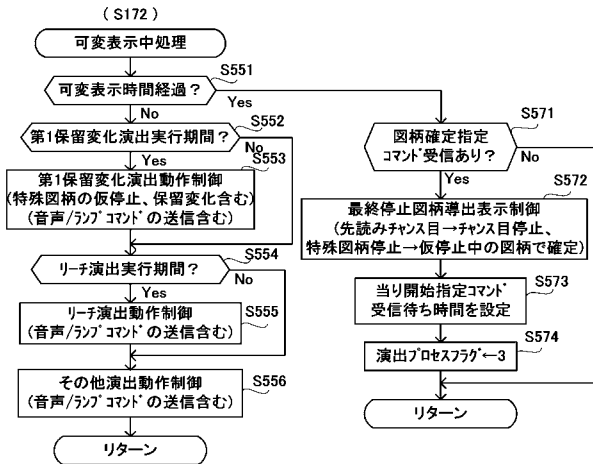 (S172)
可変表示中処理
S551
可変表示時間経過？
No
Yes
S552
第1保留変化演出実行期間？
No
Yes
S553
第1保留変化演出動作制御
(特殊図柄の仮停止、保留変化含む)
(音声/ランプコマンドの送信含む)
S554
リーチ演出実行期間？
No
Yes
S555
リーチ演出動作制御
(音声/ランプコマンドの送信含む)
S556
その他演出動作制御
(音声/ランプコマンドの送信含む)
リターン
S571
図柄確定指定
コマンド受信あり？
No
Yes
S572
最終停止図柄導出表示制御
(先読みチャンス目→チャンス目停止、
特殊図柄停止→仮停止中の図柄で確定)
S573
当り開始指定コマンド
受信待ち時間を設定
S574
演出プロセスフラグ←3
リターン